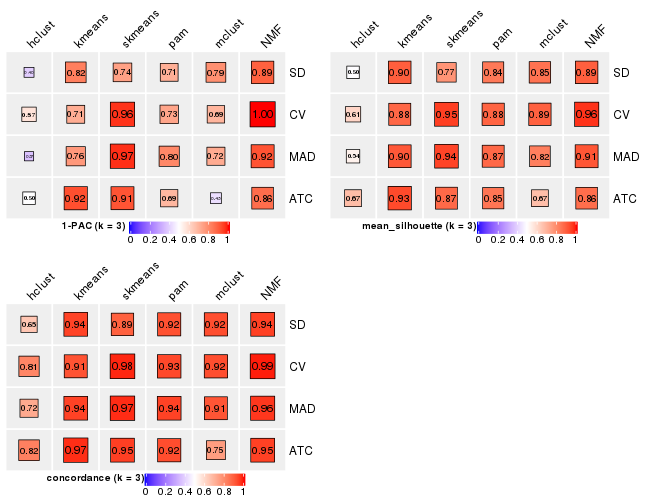 hclust kmeans skmeans pam mclust NMF
0.82 0.74 0.71 0.79 0.89 SD
0.57 0.71 0.96 0.73 0.69 1.00 CV
0.76 0.97 0.80 0.72 0.92 MAD
0.50 0.92 0.91 0.69 0.43 0.86 ATC
1-PAC (k = 3)
0 0.2 0.4 0.6 0.8 1
hclust kmeans skmeans pam mclust NMF
0.50 0.90 0.77 0.84 0.85 0.89 SD
0.61 0.88 0.95 0.88 0.89 0.96 CV
0.54 0.90 0.94 0.87 0.82 0.91 MAD
0.67 0.93 0.87 0.85 0.67 0.86 ATC
mean_silhouette (k = 3)
0 0.2 0.4 0.6 0.8 1
hclust kmeans skmeans pam mclust NMF
0.65 0.94 0.89 0.92 0.92 0.94 SD
0.81 0.91 0.98 0.93 0.92 0.99 CV
0.72 0.94 0.97 0.94 0.91 0.96 MAD
0.82 0.97 0.95 0.92 0.75 0.95 ATC
concordance (k = 3)
0 0.2 0.4 0.6 0.8 1